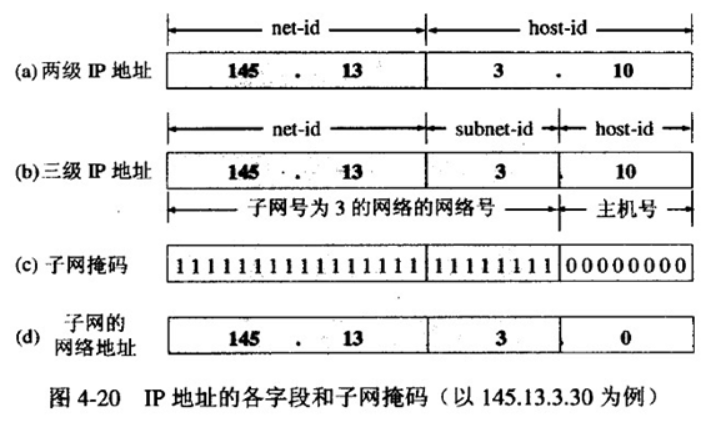 net-id host-id
(a) 两级 IP 地址 145 . 13 3 . 10
net-id subnet-id host-id
(b) 三级 IP 地址 145 . 13 3 . 10
子网号为 3 的网络的网络号 主机号
(c) 子网掩码 1111111111111111 11111111 00000000
(d) 子网的
网络地址 145 . 13 3 0
图 4-20 IP 地址的各字段和子网掩码（以 145.13.3.30 为例）